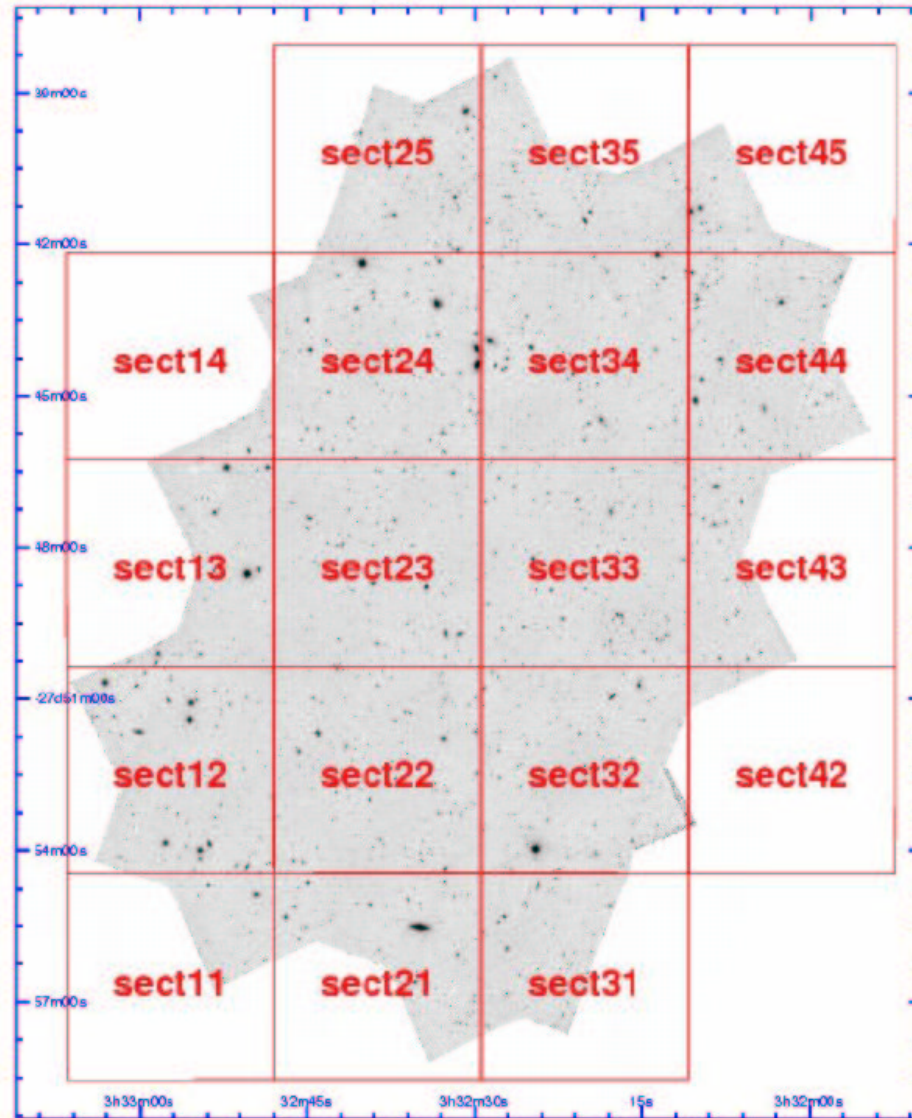 39m00s
sect25 sect35 sect45
42m00s
sect14 sect24 sect34 sect44
45m00s
48m00s
sect13 sect23 sect33 sect43
-27d51m00s
sect12 sect22 sect32 sect42
54m00s
sect11 sect21 sect31
57m00s
3h33m00s 32m45s 3h32m30s 15s 3h32m00s